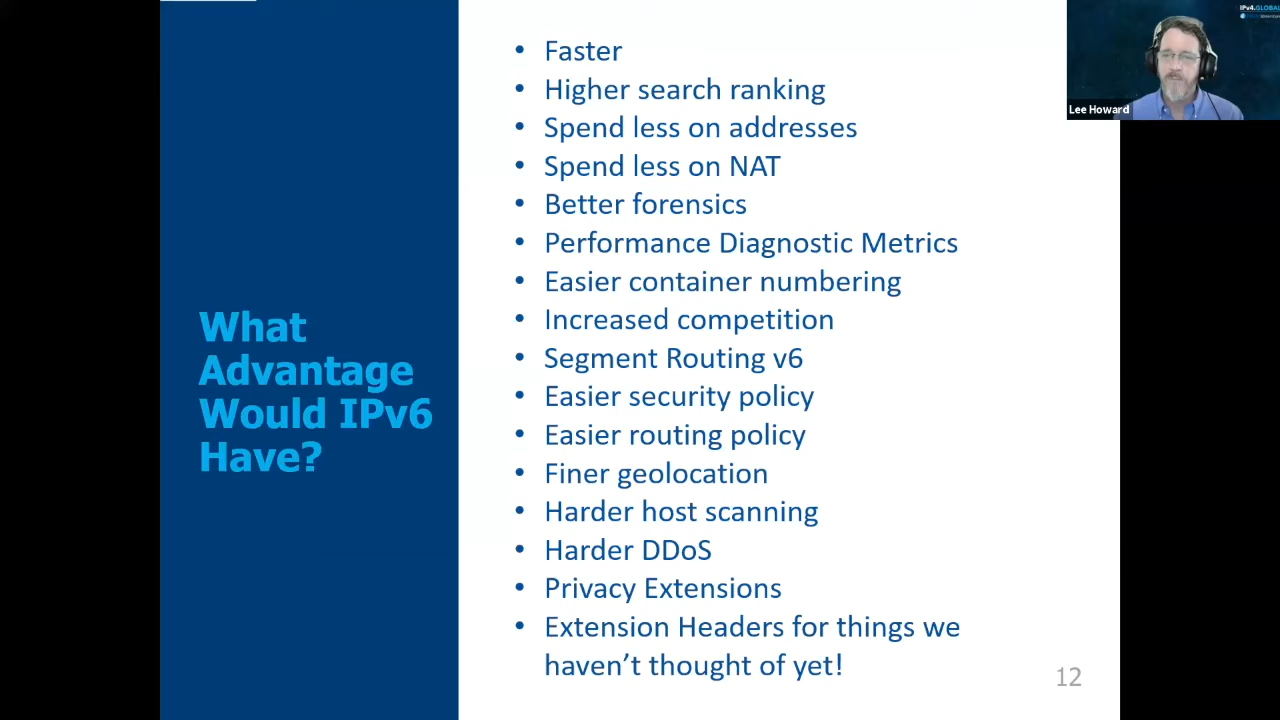 What
Advantage
Would IPv6
Have?
• Faster
• Higher search ranking
• Spend less on addresses
• Spend less on NAT
• Better forensics
• Performance Diagnostic Metrics
• Easier container numbering
• Increased competition
• Segment Routing v6
• Easier security policy
• Easier routing policy
• Finer geolocation
• Harder host scanning
• Harder DDoS
• Privacy Extensions
• Extension Headers for things we
haven’t thought of yet!
12
IPv4.GLOBAL
Lee Howard